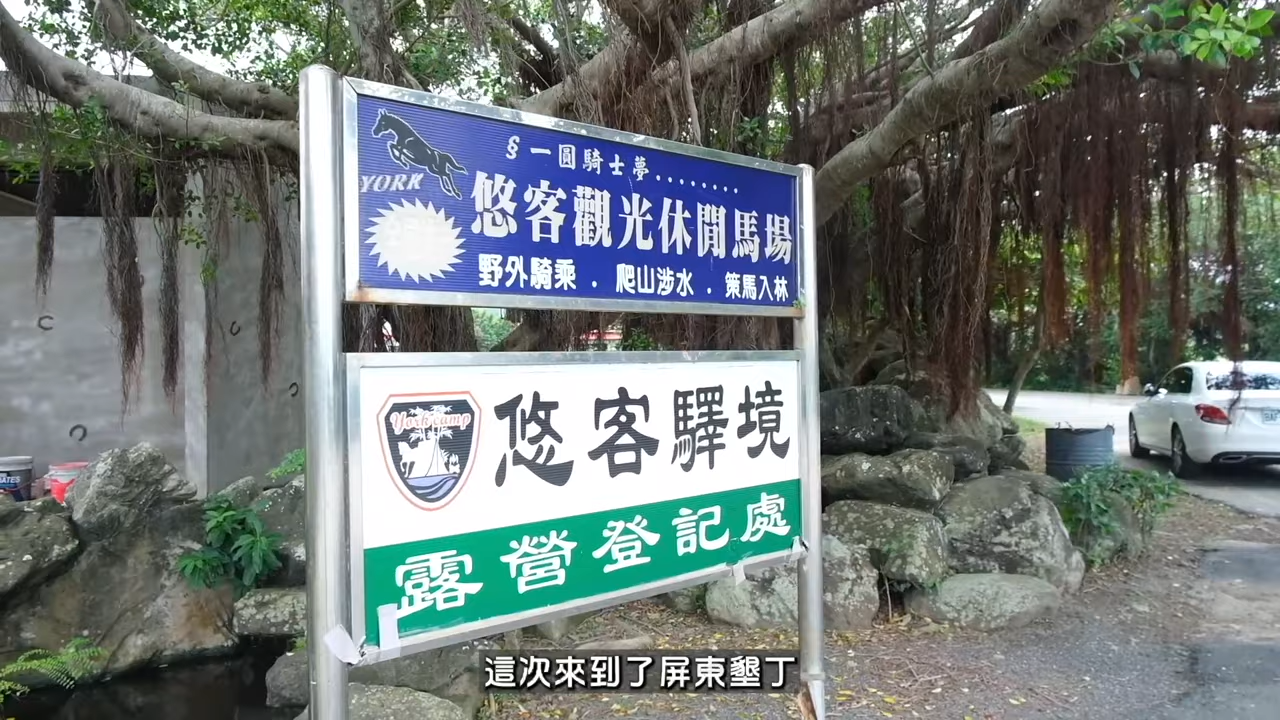 §一圓騎士夢........
YORK
悠客觀光休閒馬場
野外騎乘．爬山涉水．策馬入林
York camp
悠客驛境
露營登記處
這次來到了屏東墾丁